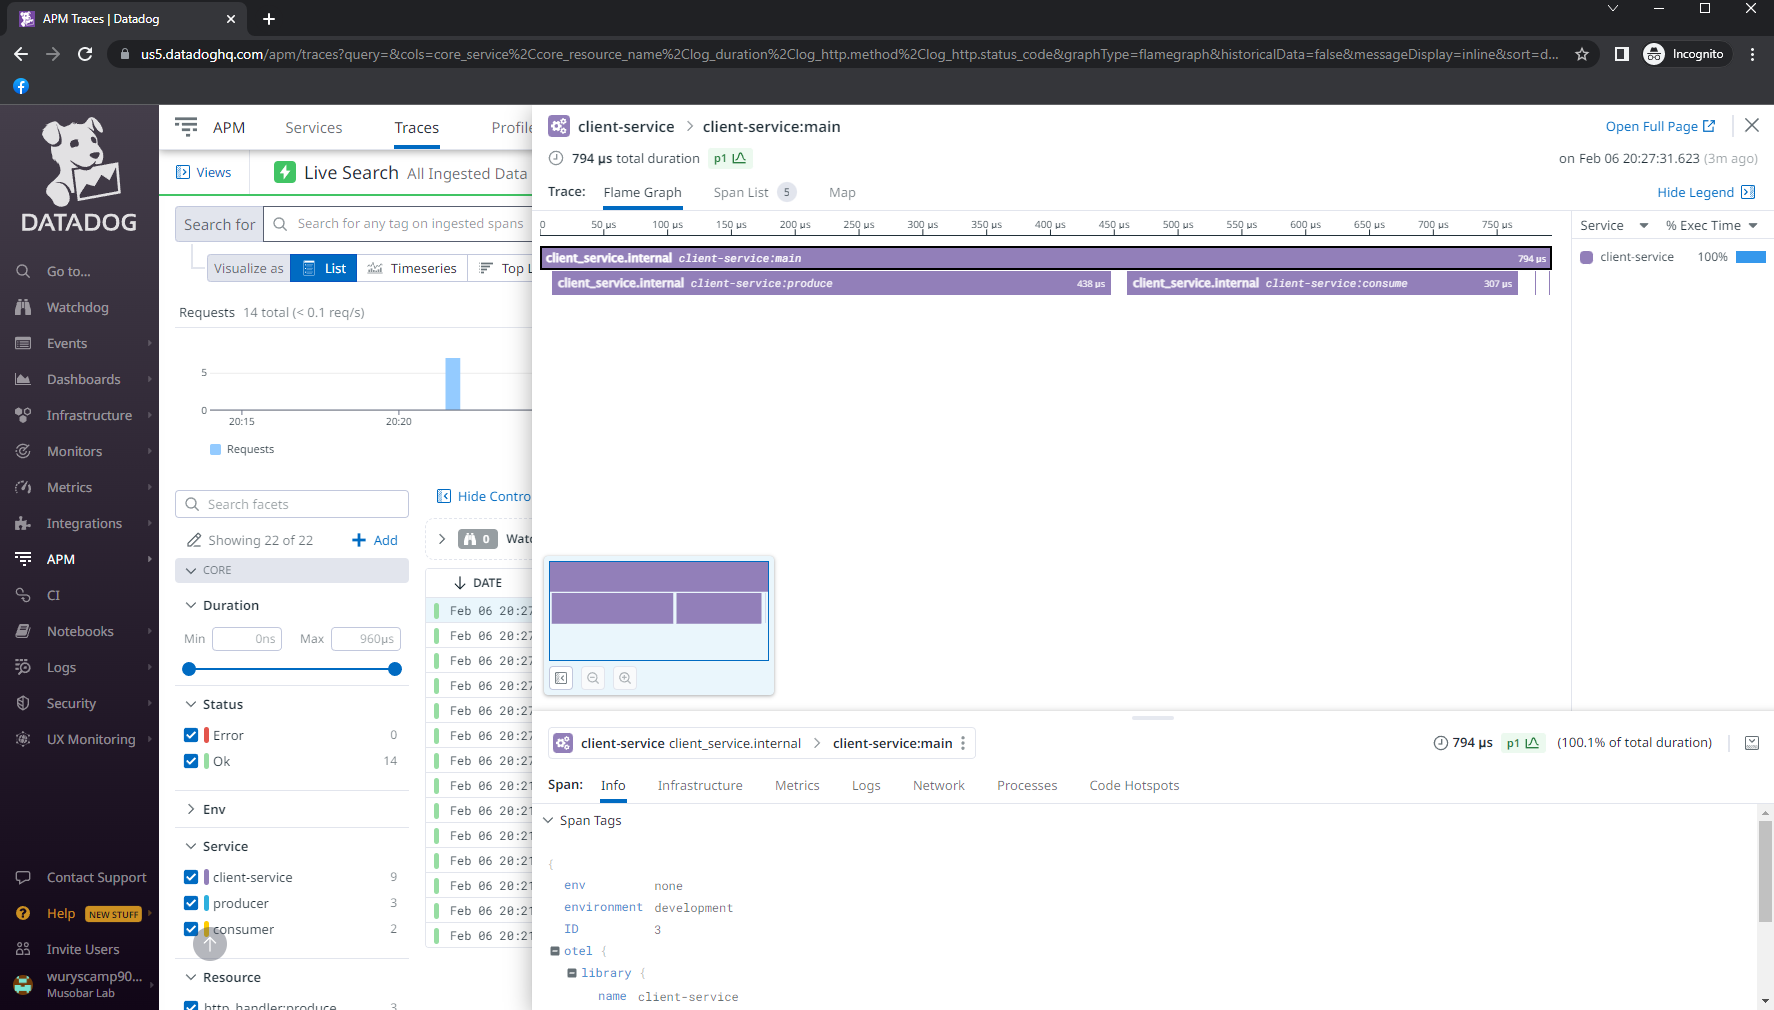 APM Traces | Datadog
us5.datadoghq.com/apm/traces?query=&cols=core_service%2Ccore_resource_name%2Clog_duration%2Clog_http.method%2Clog_http.status_code&graphType=flamegraph&historicalData=false&messageDisplay=inline&sort=d...
Incognito
DATADOG
Go to...
Watchdog
Events
Dashboards
Infrastructure
Monitors
Metrics
Integrations
APM
CI
Notebooks
Logs
Security
UX Monitoring
Contact Support
Help NEW STUFF
Invite Users
wuryscamp90...
Musobar Lab
APM Services Traces Profile
Views
Live Search All Ingested Data
Search for Search for any tag on ingested spans
Visualize as List Timeseries Top L
Requests 14 total (< 0.1 req/s)
5
0
20:15 20:20
Requests
Search facets
Hide Contro
Showing 22 of 22 Add
0 Watc
CORE
DATE
Duration
Min 0ns Max 960µs
Status
Error 0
Ok 14
Env
Service
client-service 9
producer 3
consumer 2
Resource
http_handler:produce 3
Feb 06 20:27
Feb 06 20:27
Feb 06 20:27
Feb 06 20:27
Feb 06 20:27
Feb 06 20:27
Feb 06 20:27
Feb 06 20:21
Feb 06 20:21
Feb 06 20:21
Feb 06 20:21
Feb 06 20:21
Feb 06 20:21
Feb 06 20:21
client-service > client-service:main
Open Full Page
794 µs total duration p1
on Feb 06 20:27:31.623 (3m ago)
Trace: Flame Graph Span List 5 Map
Hide Legend
0 50 µs 100 µs 150 µs 200 µs 250 µs 300 µs 350 µs 400 µs 450 µs 500 µs 550 µs 600 µs 650 µs 700 µs 750 µs
Service % Exec Time
client-service 100%
client_service.internal client-service:main 794 µs
client_service.internal client-service:produce 438 µs
client_service.internal client-service:consume 307 µs
client-service client_service.internal > client-service:main
794 µs p1 (100.1% of total duration)
Span: Info Infrastructure Metrics Logs Network Processes Code Hotspots
Span Tags
{
env none
environment development
ID 3
otel {
library {
name client-service